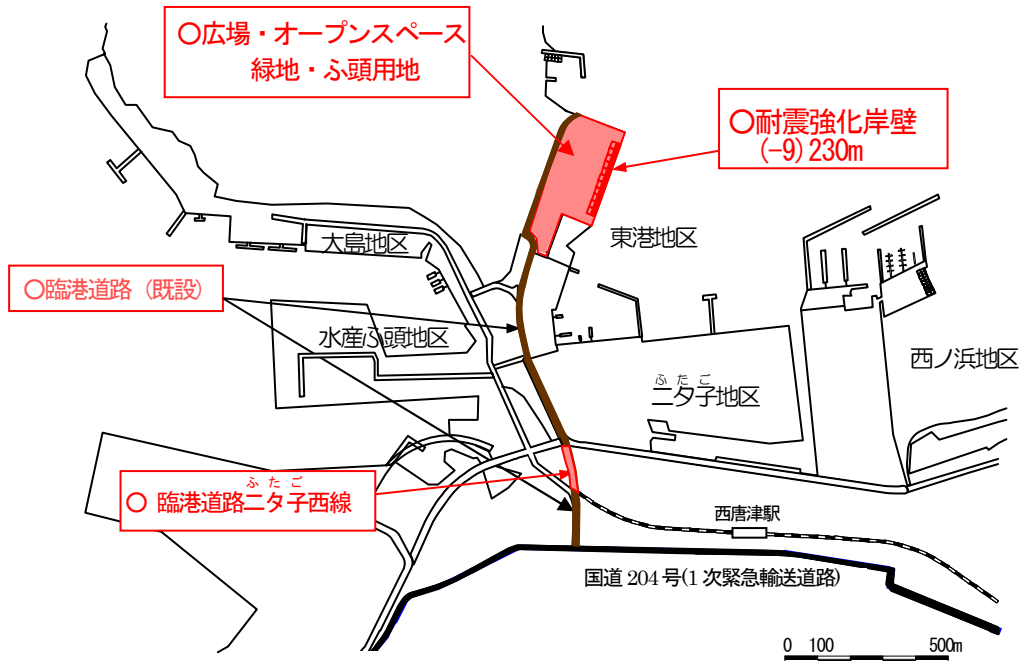 ○広場・オープンスペース
緑地・ふ頭用地
○耐震強化岸壁
(-9) 230m
東港地区
大島地区
○臨港道路（既設）
水産ふ頭地区
西ノ浜地区
ふたご
二タ子地区
ふたご
○ 臨港道路二タ子西線
西唐津駅
国道 204 号(1 次緊急輸送道路)
0 100 500m